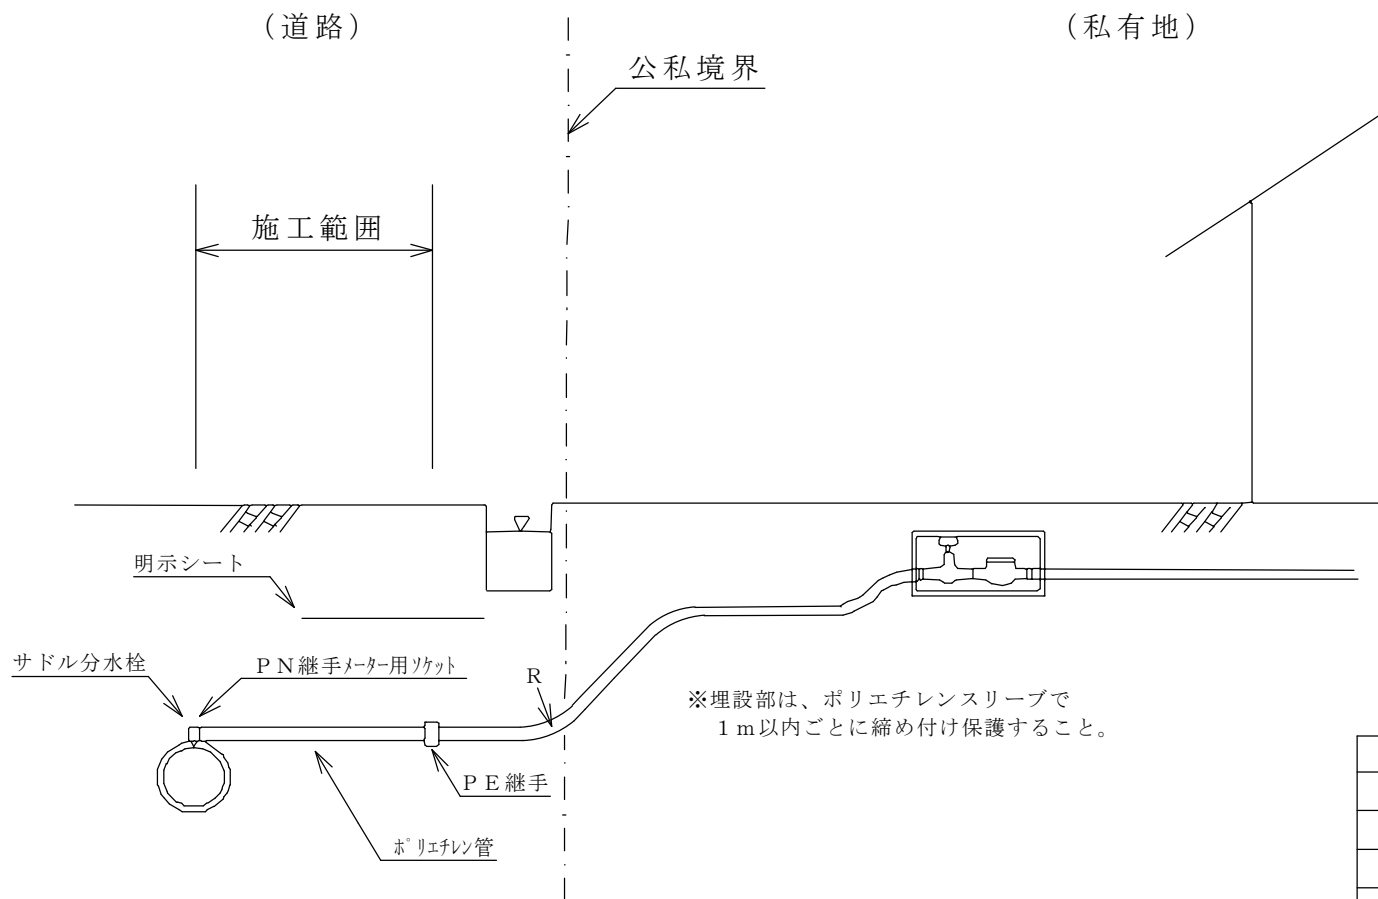 (道路)
(私有地)
公私境界
施工範囲
明示シート
サドル分水栓
PN継手メーター用ソケット
R
※埋設部は、ポリエチレンスリーブで
1m以内ごとに締め付け保護すること。
PE継手
ポリエチレン管